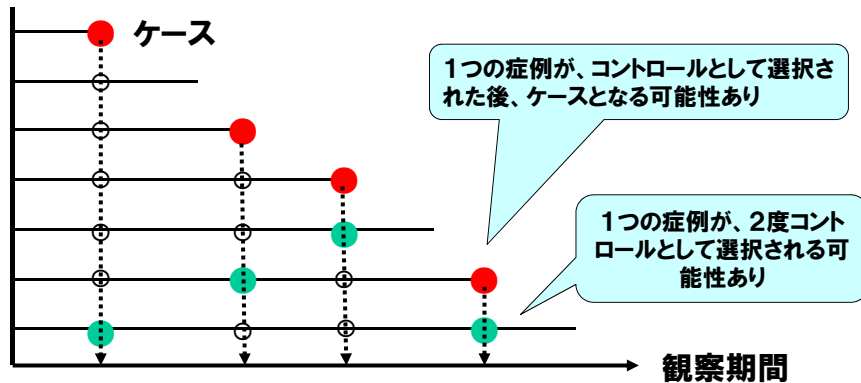 ケース
１つの症例が、コントロールとして選択さ
れた後、ケースとなる可能性あり
１つの症例が、２度コント
ロールとして選択される可
能性あり
観察期間